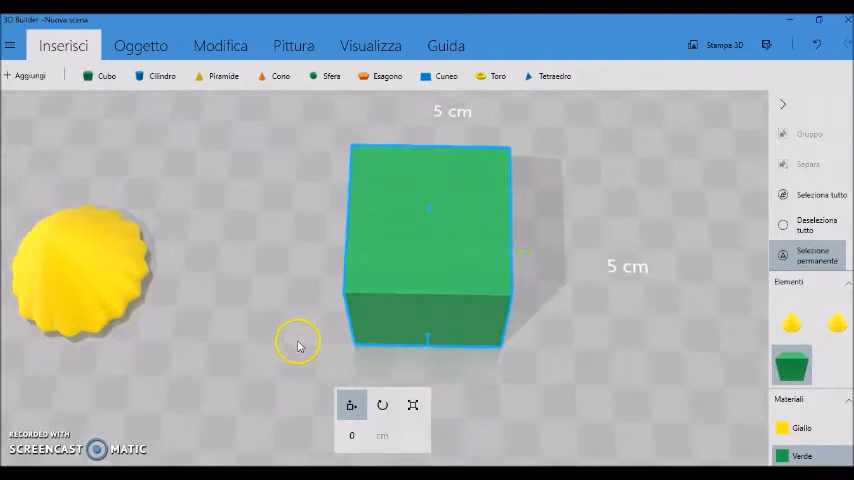 3D Builder -Nuova scena
Inserisci Oggetto Modifica Pittura Visualizza Guida
Stampa 3D
Aggiungi Cubo Cilindro Piramide Cono Sfera Esagono Cuneo Toro Tetraedro
5 cm
5 cm
Gruppo
Separa
Seleziona tutto
Deseleziona
tutto
Selezione
permanente
Elementi
Materiali
Giallo
Verde
0 cm
RECORDED WITH
SCREENCAST MATIC